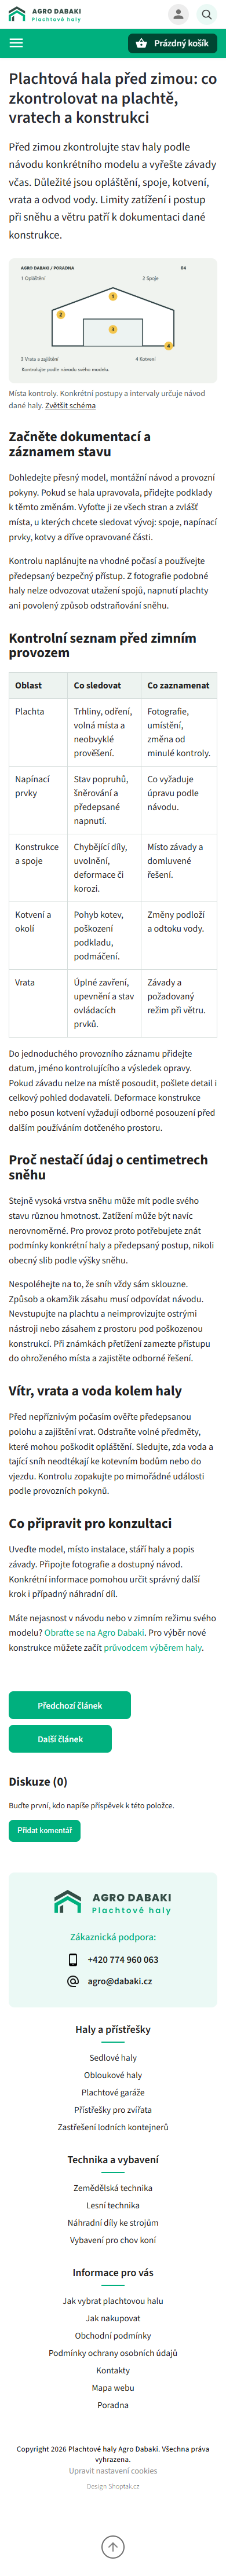 AGRO DABAKI
Plachtové haly
Prázdný košík
Plachtová hala před zimou: co
zkontrolovat na plachtě,
vratech a konstrukci
Před zimou zkontrolujte stav haly podle
návodu konkrétního modelu a vyřešte závady
včas. Důležité jsou opláštění, spoje, kotvení,
vrata a odvod vody. Limity zatížení i postup
při sněhu a větru patří k dokumentaci dané
konstrukce.
AGRO DABAKI / PORADNA 04
1 Opláštění 2 Spoje
1
2
3
4
3 Vrata a zajištění 4 Kotvení
Kontrolujte podle návodu svého modelu.
Místa kontroly. Konkrétní postupy a intervaly určuje návod
dané haly. Zvětšit schéma
Začněte dokumentací a
záznamem stavu
Dohledejte přesný model, montážní návod a provozní
pokyny. Pokud se hala upravovala, přidejte podklady
k těmto změnám. Vyfoťte ji ze všech stran a zvlášť
místa, u kterých chcete sledovat vývoj: spoje, napínací
prvky, kotvy a dříve opravované části.
Kontrolu naplánujte na vhodné počasí a používejte
předepsaný bezpečný přístup. Z fotografie podobné
haly nelze odvozovat utažení spojů, napnutí plachty
ani povolený způsob odstraňování sněhu.
Kontrolní seznam před zimním
provozem
Oblast Co sledovat Co zaznamenat
Plachta Trhliny, odření, volná místa a neobvyklé prověšení. Fotografie, umístění, změna od minulé kontroly.
Napínací prvky Stav popruhů, šněrování a předepsané napnutí. Co vyžaduje úpravu podle návodu.
Konstrukce a spoje Chybějící díly, uvolnění, deformace či korozi. Místo závady a domluvené řešení.
Kotvení a okolí Pohyb kotev, poškození podkladu, podmáčení. Změny podloží a odtoku vody.
Vrata Úplné zavření, upevnění a stav ovládacích prvků. Závady a požadovaný režim při větru.
Do jednoduchého provozního záznamu přidejte
datum, jméno kontrolujícího a výsledek opravy.
Pokud závadu nelze na místě posoudit, pošlete detail i
celkový pohled dodavateli. Deformace konstrukce
nebo posun kotvení vyžadují odborné posouzení před
dalším používáním dotčeného prostoru.
Proč nestačí údaj o centimetrech
sněhu
Stejně vysoká vrstva sněhu může mít podle svého
stavu různou hmotnost. Zatížení může být navíc
nerovnoměrné. Pro provoz proto potřebujete znát
podmínky konkrétní haly a předepsaný postup, nikoli
obecný slib podle výšky sněhu.
Nespoléhejte na to, že sníh vždy sám sklouzne.
Způsob a okamžik zásahu musí odpovídat návodu.
Nevstupujte na plachtu a neimprovizujte ostrými
nástroji nebo zásahem z prostoru pod poškozenou
konstrukcí. Při známkách přetížení zamezte přístupu
do ohroženého místa a zajistěte odborné řešení.
Vítr, vrata a voda kolem haly
Před nepříznivým počasím ověřte předepsanou
polohu a zajištění vrat. Odstraňte volné předměty,
které mohou poškodit opláštění. Sledujte, zda voda a
tající sníh neodtékají ke kotevním bodům nebo do
vjezdu. Kontrolu zopakujte po mimořádné události
podle provozních pokynů.
Co připravit pro konzultaci
Uveďte model, místo instalace, stáří haly a popis
závady. Připojte fotografie a dostupný návod.
Konkrétní informace pomohou určit správný další
krok i případný náhradní díl.
Máte nejasnost v návodu nebo v zimním režimu svého
modelu? Obraťte se na Agro Dabaki. Pro výběr nové
konstrukce můžete začít průvodcem výběrem haly.
Předchozí článek
Další článek
Diskuze (0)
Buďte první, kdo napíše příspěvek k této položce.
Přidat komentář
AGRO DABAKI
Plachtové haly
Zákaznická podpora:
+420 774 960 063
agro@dabaki.cz
Haly a přístřešky
Sedlové haly
Obloukové haly
Plachtové garáže
Přístřešky pro zvířata
Zastřešení lodních kontejnerů
Technika a vybavení
Zemědělská technika
Lesní technika
Náhradní díly ke strojům
Vybavení pro chov koní
Informace pro vás
Jak vybrat plachtovou halu
Jak nakupovat
Obchodní podmínky
Podmínky ochrany osobních údajů
Kontakty
Mapa webu
Poradna
Copyright 2026 Plachtové haly Agro Dabaki. Všechna práva
vyhrazena.
Upravit nastavení cookies
Design Shoptak.cz